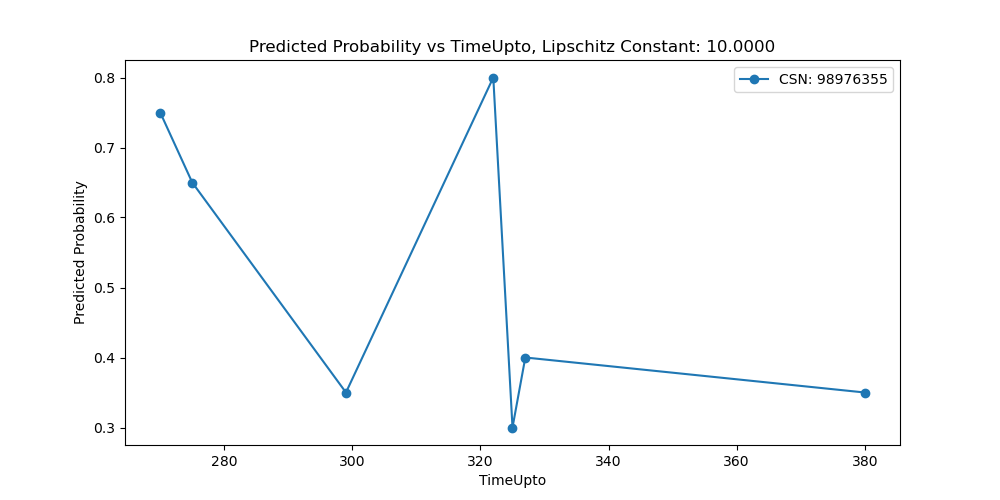 Predicted Probability vs TimeUpto, Lipschitz Constant: 10.0000
CSN: 98976355
Predicted Probability
0.8
0.7
0.6
0.5
0.4
0.3
280 300 320 340 360 380
TimeUpto